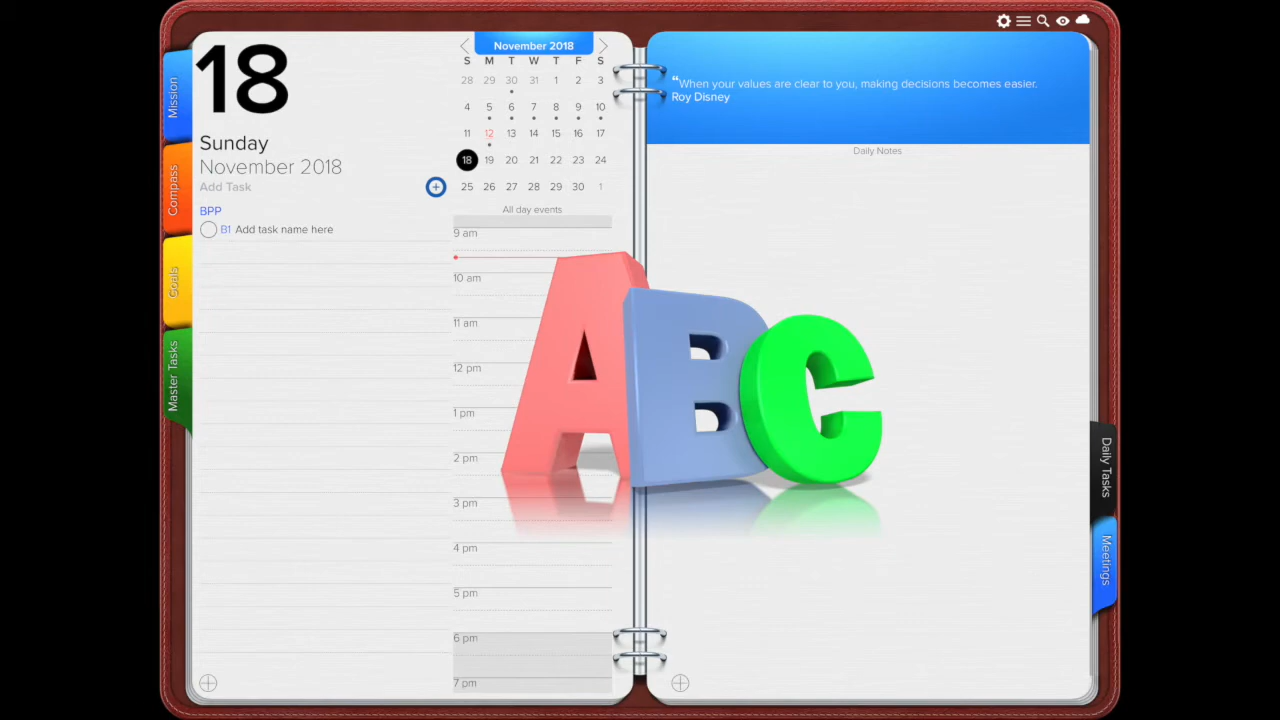 18
Sunday
November 2018
Add Task
BPP
B1 Add task name here
November 2018
S M T W T F S
28 29 30 31 1 2 3
4 5 6 7 8 9 10
11 12 13 14 15 16 17
18 19 20 21 22 23 24
25 26 27 28 29 30 1
All day events
9 am
10 am
11 am
12 pm
1 pm
2 pm
3 pm
4 pm
5 pm
6 pm
7 pm
ABC
❝When your values are clear to you, making decisions becomes easier.
Roy Disney
Daily Notes
Mission
Compass
Goals
Master Tasks
Daily Tasks
Meetings